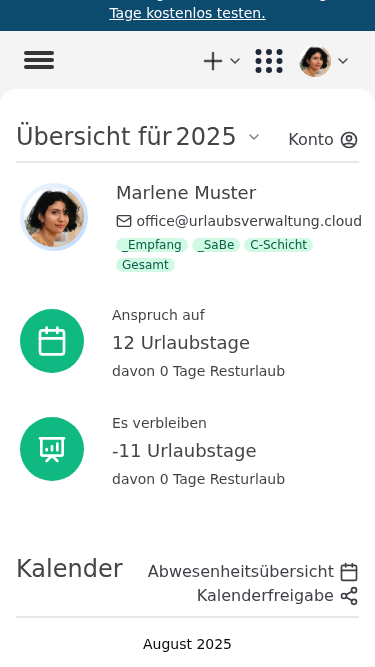 Tage kostenlos testen.
Übersicht für 2025
Konto
Marlene Muster
office@urlaubsverwaltung.cloud
_Empfang _SaBe C-Schicht
Gesamt
Anspruch auf
12 Urlaubstage
davon 0 Tage Resturlaub
Es verbleiben
-11 Urlaubstage
davon 0 Tage Resturlaub
Kalender
Abwesenheitsübersicht
Kalenderfreigabe
August 2025